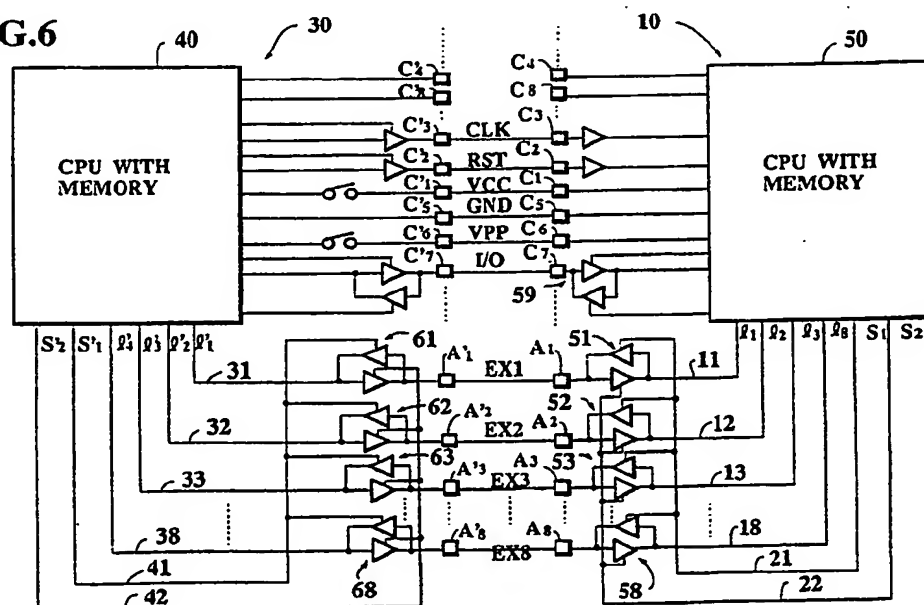 G.6
40
30
10
50
C'4
C4
C'8
C8
C'3
CLK
C3
C'2
RST
C2
CPU WITH
MEMORY
CPU WITH
MEMORY
C'1
VCC
C1
C'5
GND
C5
C'6
VPP
C6
C'7
I/O
C7
59
S'2
S'1
ℓ'4
ℓ'3
ℓ'2
ℓ'1
ℓ1
ℓ2
ℓ3
ℓ8
S1
S2
61
51
31
A'1
EX1
A1
11
62
52
32
A'2
EX2
A2
12
63
53
33
A'3
EX3
A3
13
38
A'8
EX8
A8
18
41
68
58
21
42
22